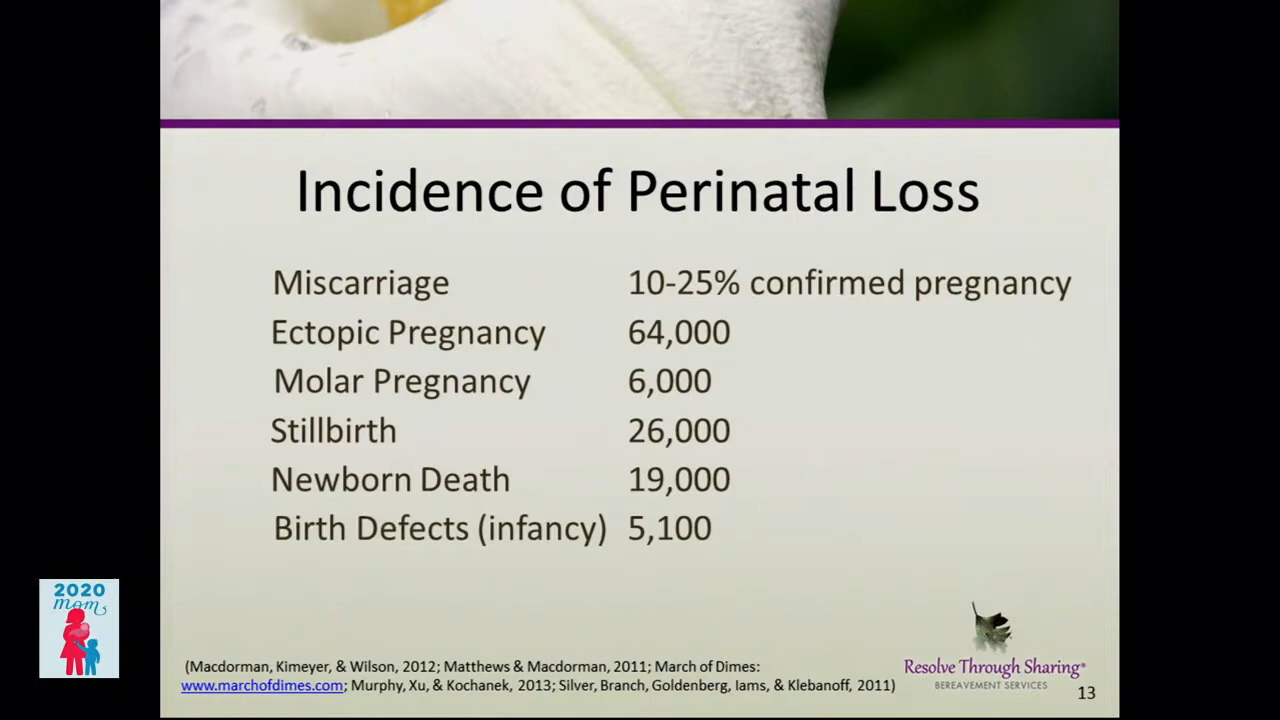 Incidence of Perinatal Loss
Miscarriage 10-25% confirmed pregnancy
Ectopic Pregnancy 64,000
Molar Pregnancy 6,000
Stillbirth 26,000
Newborn Death 19,000
Birth Defects (infancy) 5,100
2020
mom
(Macdorman, Kimeyer, & Wilson, 2012; Matthews & Macdorman, 2011; March of Dimes:
www.marchofdimes.com; Murphy, Xu, & Kochanek, 2013; Silver, Branch, Goldenberg, Iams, & Klebanoff, 2011)
Resolve Through Sharing®
BEREAVEMENT SERVICES
13